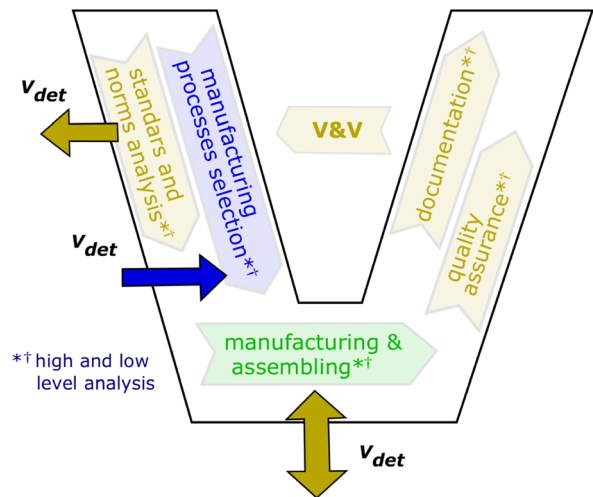 v_det
standars and
norms analysis*†
manufacturing
processes selection*†
V&V
documentation*†
quality
assurance*†
v_det
manufacturing &
assembling*†
*† high and low
level analysis
v_det